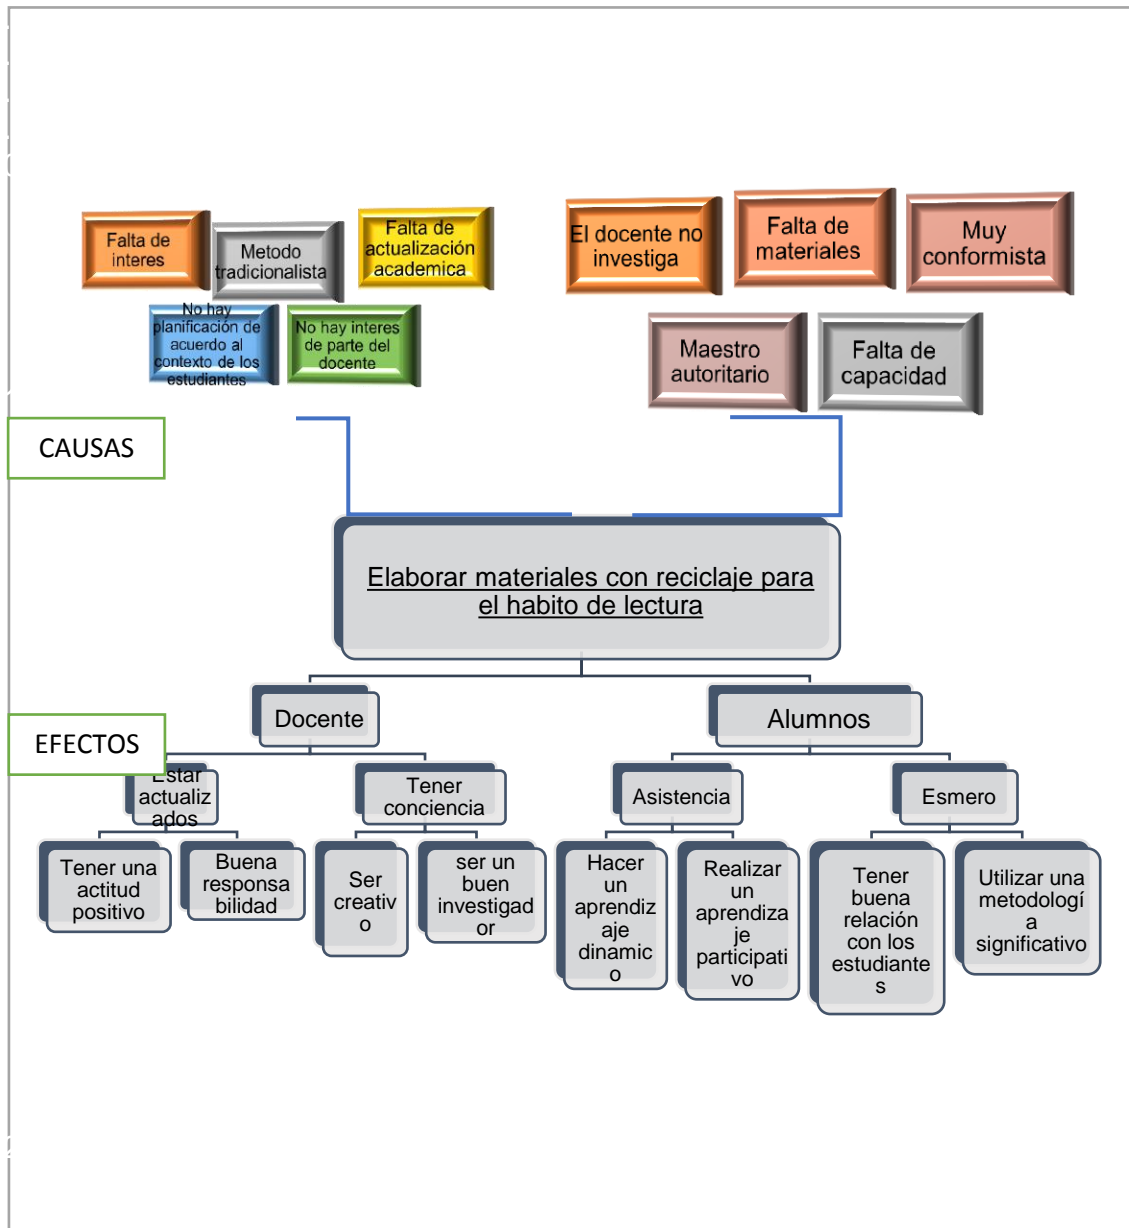 Falta de
interes
Metodo
tradicionalista
Falta de
actualización
academica
No hay
planificación de
acuerdo al
contexto de los
estudiantes
No hay interes
de parte del
docente
El docente no
investiga
Falta de
materiales
Muy
conformista
Maestro
autoritario
Falta de
capacidad
CAUSAS
Elaborar materiales con reciclaje para
el habito de lectura
Docente
Alumnos
EFECTOS
Estar
actualiz
ados
Tener
conciencia
Asistencia
Esmero
Tener una
actitud
positivo
Buena
responsa
bilidad
Ser
creativ
o
ser un
buen
investigad
or
Hacer
un
aprendiz
aje
dinamic
o
Realizar
un
aprendiza
je
participati
vo
Tener
buena
relación
con los
estudiante
s
Utilizar una
metodologí
a
significativo